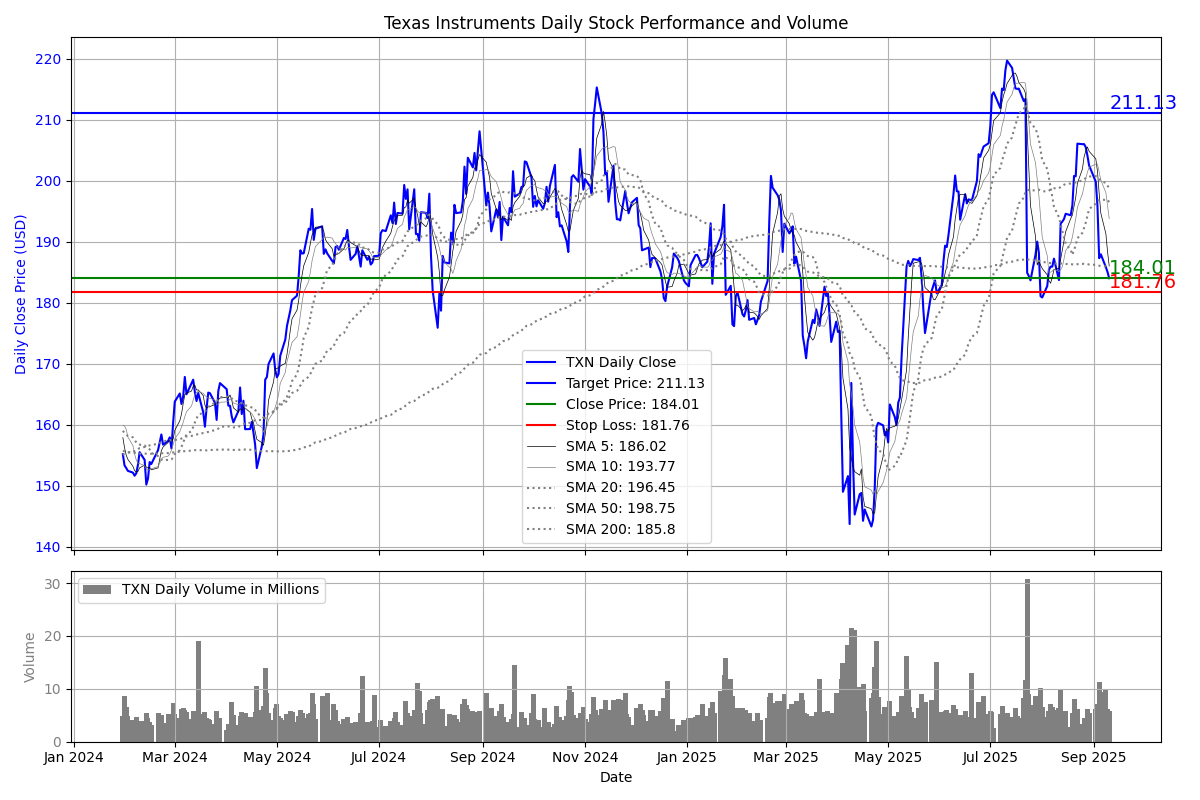 Texas Instruments Daily Stock Performance and Volume
Daily Close Price (USD)
220
210
200
190
180
170
160
150
140
211.13
184.01
181.76
TXN Daily Close
Target Price: 211.13
Close Price: 184.01
Stop Loss: 181.76
SMA 5: 186.02
SMA 10: 193.77
SMA 20: 196.45
SMA 50: 198.75
SMA 200: 185.8
Volume
30
20
10
0
TXN Daily Volume in Millions
Jan 2024 Mar 2024 May 2024 Jul 2024 Sep 2024 Nov 2024 Jan 2025 Mar 2025 May 2025 Jul 2025 Sep 2025
Date